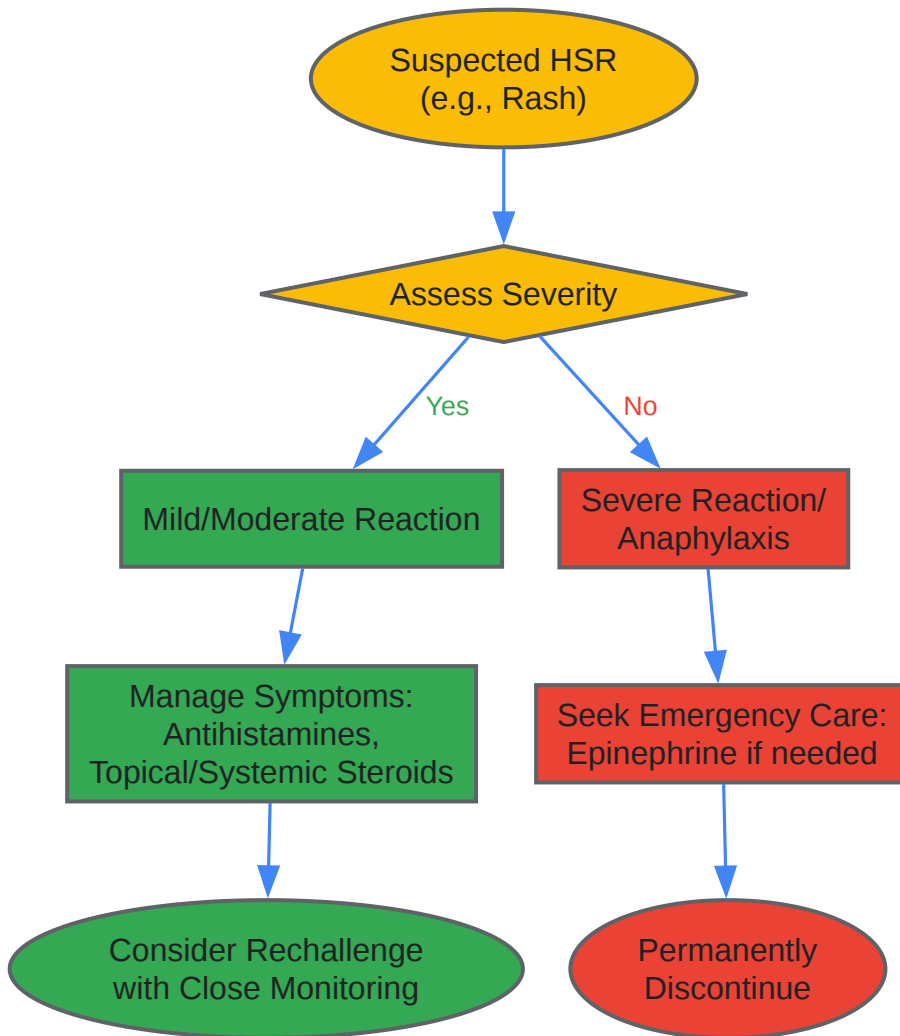 Suspected HSR
(e.g., Rash)
Assess Severity
Yes
No
Mild/Moderate Reaction
Severe Reaction/
Anaphylaxis
Manage Symptoms:
Antihistamines,
Topical/Systemic Steroids
Seek Emergency Care:
Epinephrine if needed
Consider Rechallenge
with Close Monitoring
Permanently
Discontinue